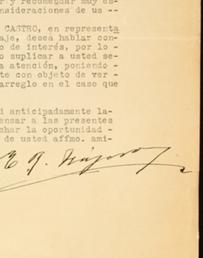 r y recomendar muy es-
nsideraciones de us --
CASTRO, en representa
aje, desea hablar con-
o de interés, por lo -
o suplicar a usted se-
a atención, poniendo -
te con objeto de ver -
arreglo en el caso que
d anticipadamente la-
ensar a las presentes
char la oportunidad -
de usted affmo. ami-